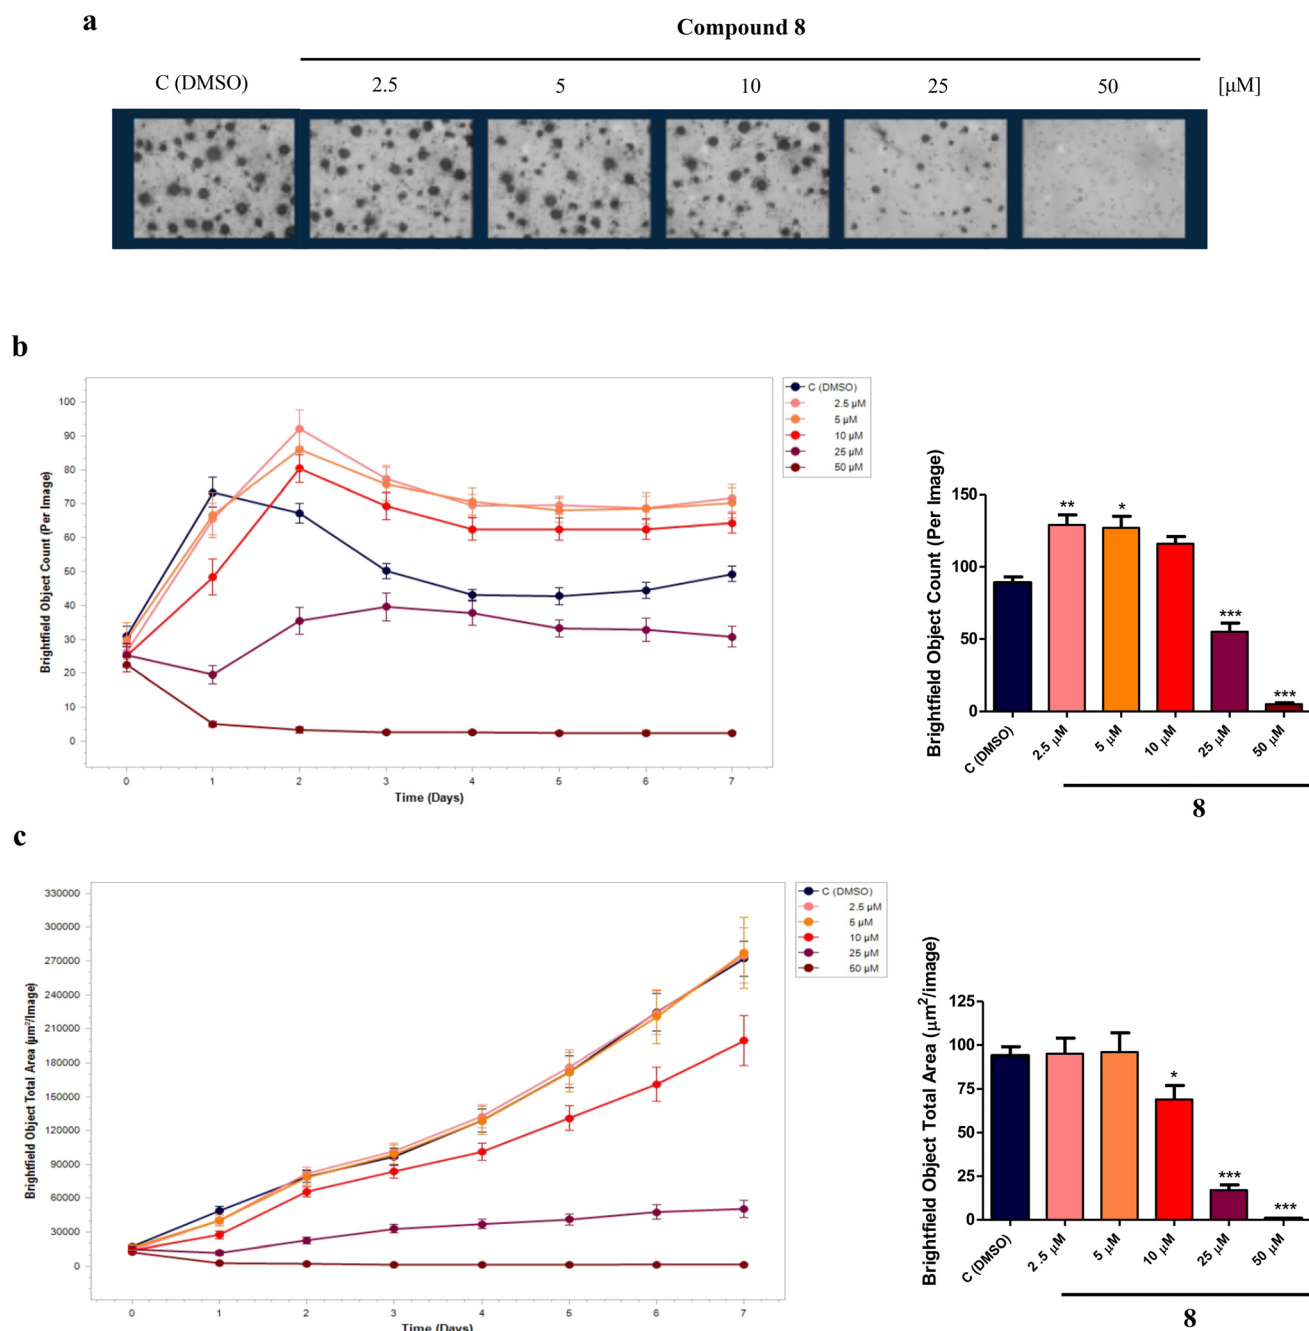 a
Compound 8
C (DMSO) 2.5 5 10 25 50 [μM]
b
Brightfield Object Count (Per Image)
100
90
80
70
60
50
40
30
20
10
0
0 1 2 3 4 5 6 7
Time (Days)
C (DMSO)
2.5 μM
5 μM
10 μM
25 μM
50 μM
Brightfield Object Count (Per Image)
150
100
50
0
** * *** ***
C (DMSO) 2.5 μM 5 μM 10 μM 25 μM 50 μM
8
c
Brightfield Object Total Area (μm²/Image)
330000
300000
270000
240000
210000
180000
150000
120000
90000
60000
30000
0
0 1 2 3 4 5 6 7
Time (Days)
C (DMSO)
2.5 μM
5 μM
10 μM
25 μM
50 μM
Brightfield Object Total Area (μm²/image)
125
100
75
50
25
0
* *** ***
C (DMSO) 2.5 μM 5 μM 10 μM 25 μM 50 μM
8